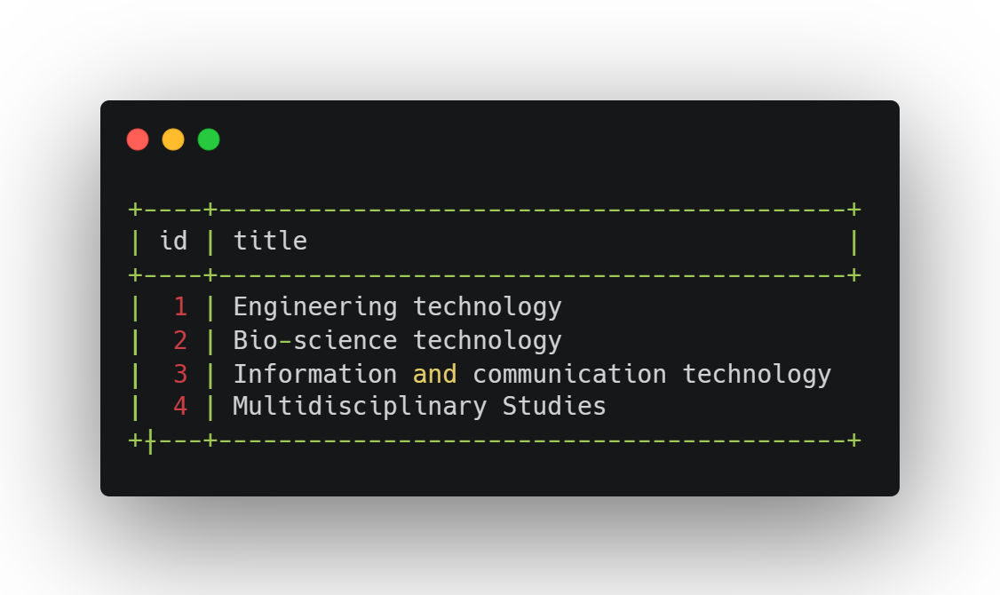 +----+------------------------------------------+
| id | title                                    |
+----+------------------------------------------+
|  1 | Engineering technology
|  2 | Bio-science technology
|  3 | Information and communication technology
|  4 | Multidisciplinary Studies
+----+------------------------------------------+